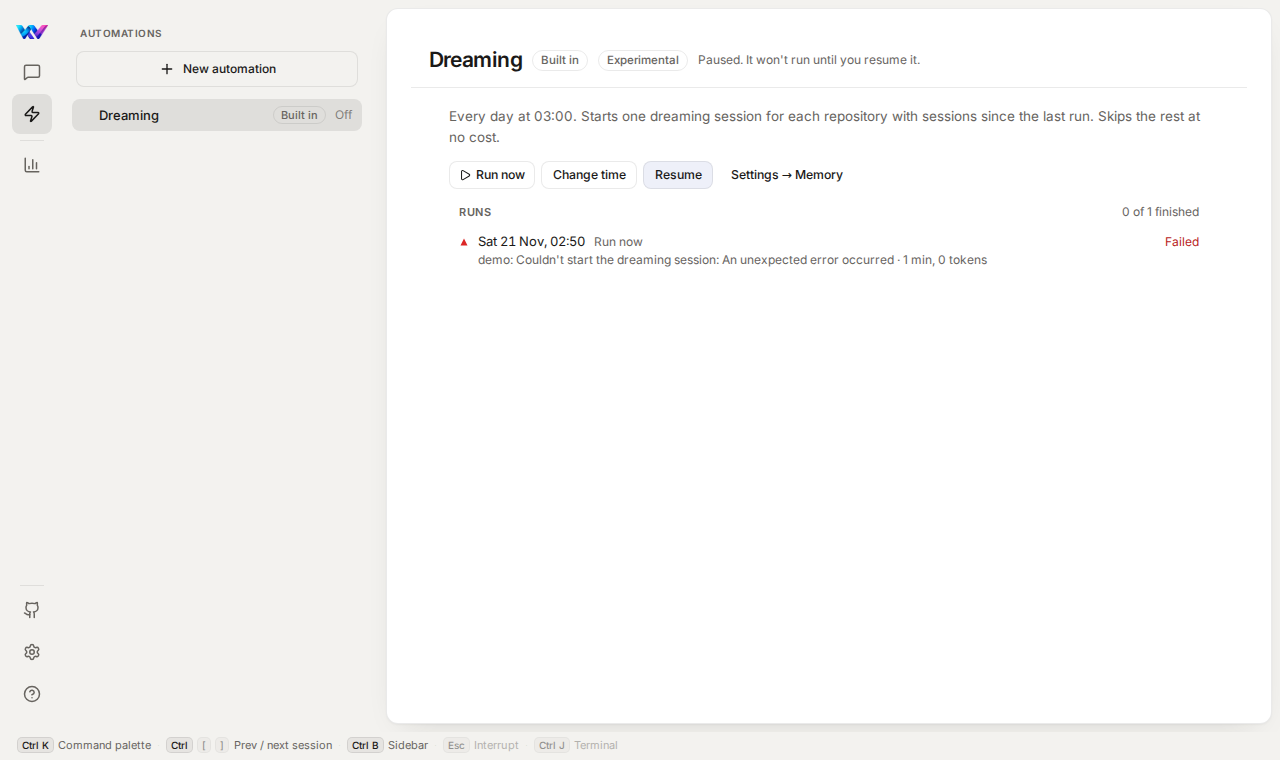 AUTOMATIONS
New automation
Dreaming Built in Off
Dreaming Built in Experimental Paused. It won't run until you resume it.
Every day at 03:00. Starts one dreaming session for each repository with sessions since the last run. Skips the rest at
no cost.
Run now Change time Resume Settings → Memory
RUNS 0 of 1 finished
Sat 21 Nov, 02:50 Run now Failed
demo: Couldn't start the dreaming session: An unexpected error occurred · 1 min, 0 tokens
Ctrl K Command palette Ctrl [ ] Prev / next session Ctrl B Sidebar Esc Interrupt Ctrl J Terminal